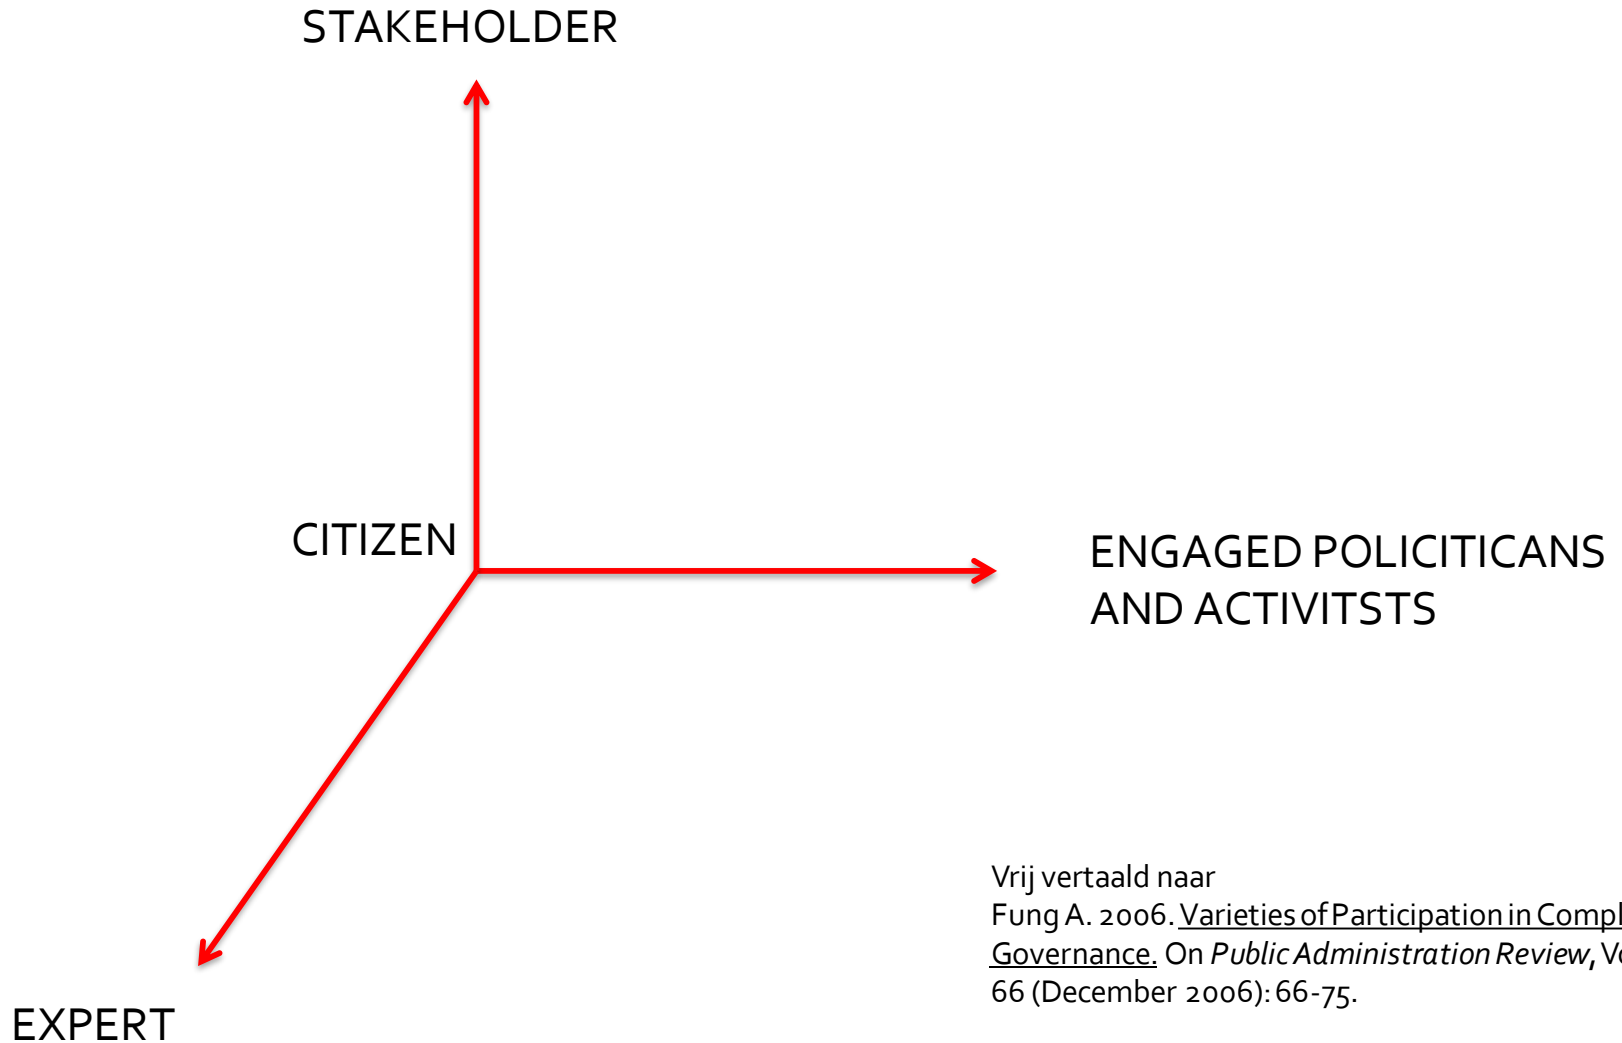 STAKEHOLDER
CITIZEN
ENGAGED POLICITICANS
AND ACTIVITSTS
EXPERT
Vrij vertaald naar
Fung A. 2006. Varieties of Participation in Compl
Governance. On Public Administration Review, Vo
66 (December 2006): 66-75.